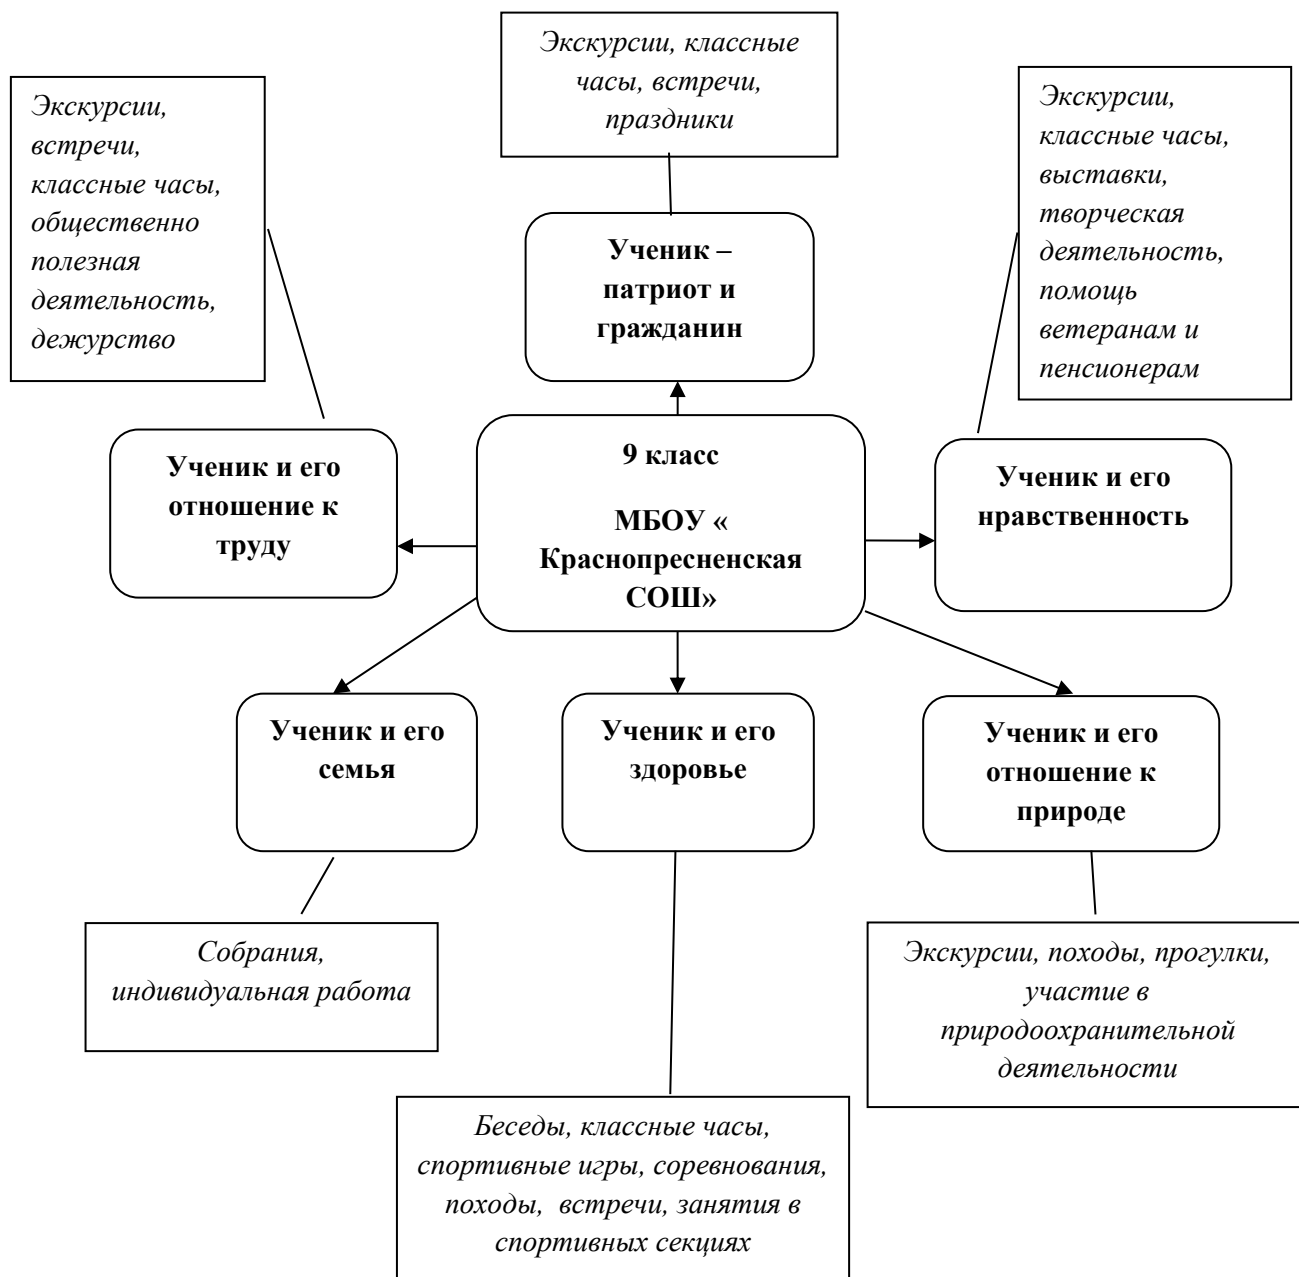 Экскурсии, классные
часы, встречи,
праздники
Экскурсии,
встречи,
классные часы,
общественно
полезная
деятельность,
дежурство
Экскурсии,
классные часы,
выставки,
творческая
деятельность,
помощь
ветеранам и
пенсионерам
Ученик –
патриот и
гражданин
Ученик и его
отношение к
труду
9 класс
МБОУ «
Краснопресненская
СОШ»
Ученик и его
нравственность
Ученик и его
семья
Ученик и его
здоровье
Ученик и его
отношение к
природе
Собрания,
индивидуальная работа
Экскурсии, походы, прогулки,
участие в
природоохранительной
деятельности
Беседы, классные часы,
спортивные игры, соревнования,
походы,  встречи, занятия в
спортивных секциях